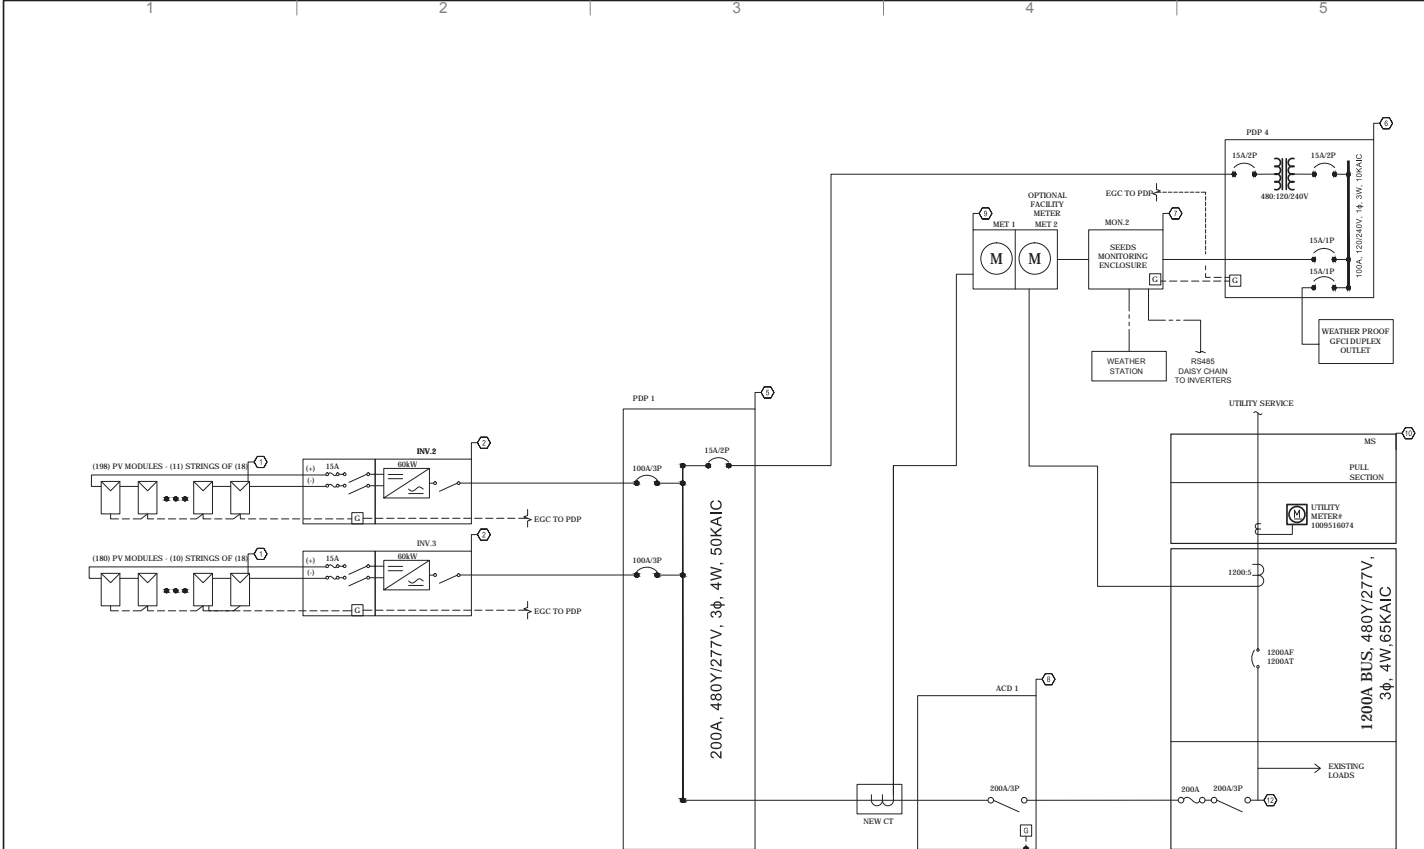 1
2
3
4
5
PDP 4
6
15A/2P
15A/2P
480:120/240V
100A, 120/240V, 1ϕ, 3W, 10KAIC
15A/1P
15A/1P
G
EGC TO PDP
OPTIONAL
FACILITY
METER
9
MET 1
MET 2
M
M
7
MON.2
SEEDS
MONITORING
ENCLOSURE
G
WEATHER PROOF
GFCI DUPLEX
OUTLET
WEATHER
STATION
RS485
DAISY CHAIN
TO INVERTERS
UTILITY SERVICE
10
MS
PULL
SECTION
M
UTILITY
METER#
1009516074
1200:5
1200AF
1200AT
1200A BUS, 480Y/277V,
3ϕ, 4W,65KAIC
EXISTING
LOADS
200A
200A/3P
12
PDP 1
5
15A/2P
100A/3P
100A/3P
200A, 480Y/277V, 3ϕ, 4W, 50KAIC
(198) PV MODULES - (11) STRINGS OF (18)
1
(+)
(-)
15A
INV.2
2
60kW
G
EGC TO PDP
(180) PV MODULES - (10) STRINGS OF (18)
1
(+)
(-)
15A
INV.3
2
60kW
G
EGC TO PDP
NEW CT
ACD 1
8
200A/3P
G